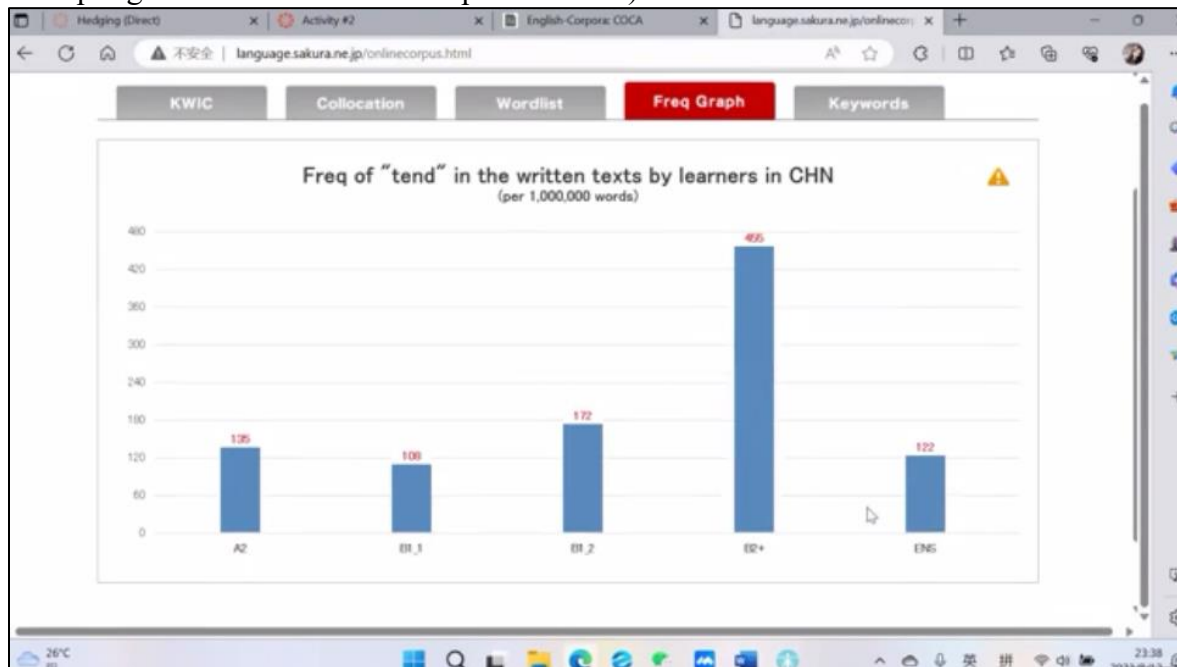 Hedging (Direct)
Activity #2
English-Corpora: COCA
language.sakura.ne.jp/onlinecorp
不安全
language.sakura.ne.jp/onlinecorpus.html
KWIC
Collocation
Wordlist
Freq Graph
Keywords
Freq of "tend" in the written texts by learners in CHN
(per 1,000,000 words)
480
420
360
300
240
180
120
60
0
135
108
172
455
122
A2
B1_1
B1_2
B2+
ENS
26°C
英
拼
23:38